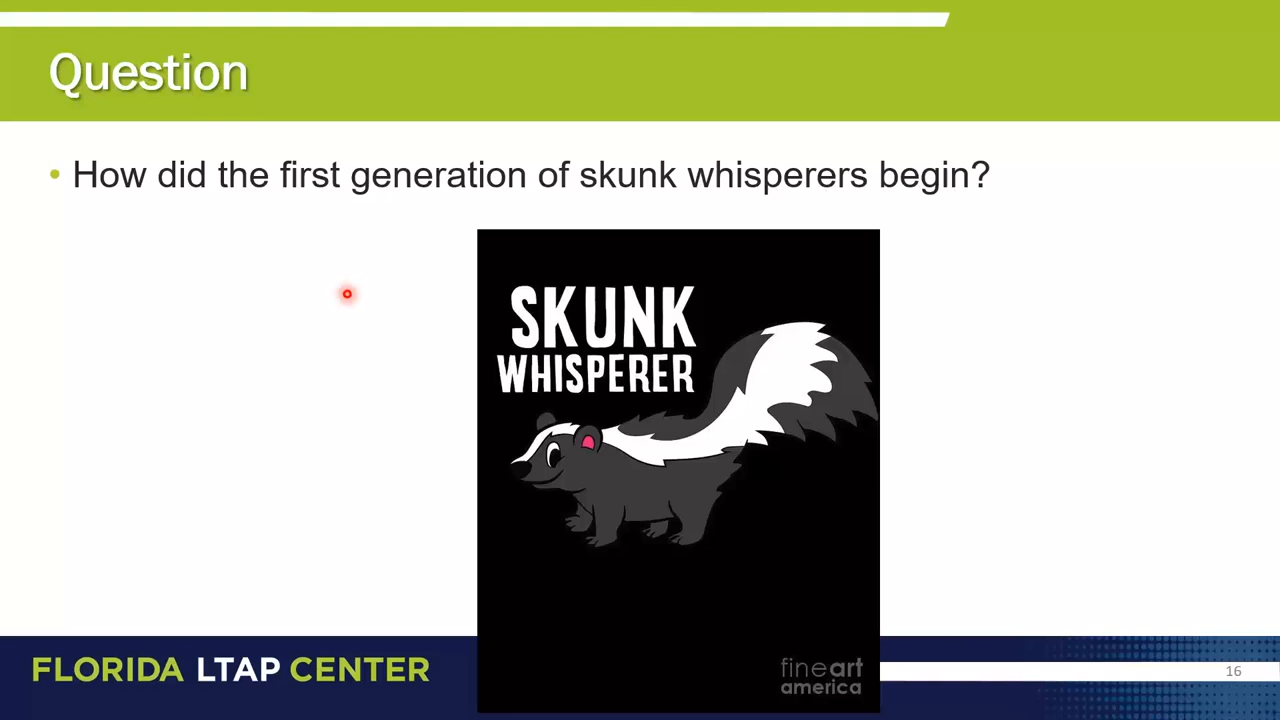 Question
• How did the first generation of skunk whisperers begin?
SKUNK
WHISPERER
fineart
america
FLORIDA LTAP CENTER
16